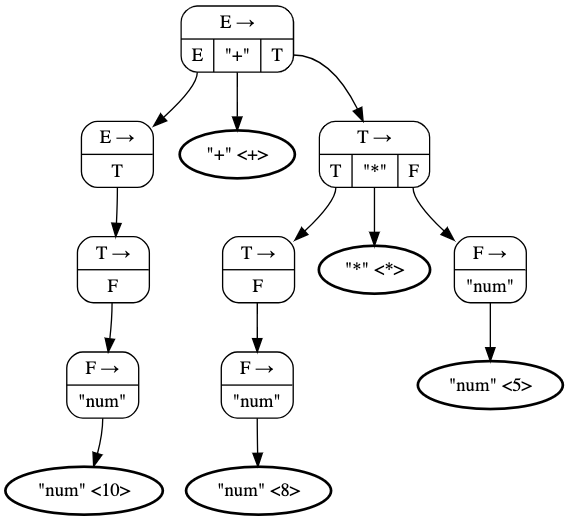 E →
E "+" T
E →
T
"+" <+>
T →
T "*" F
T →
F
T →
F
"*" <*>
F →
"num"
F →
"num"
F →
"num"
"num" <5>
"num" <10>
"num" <8>